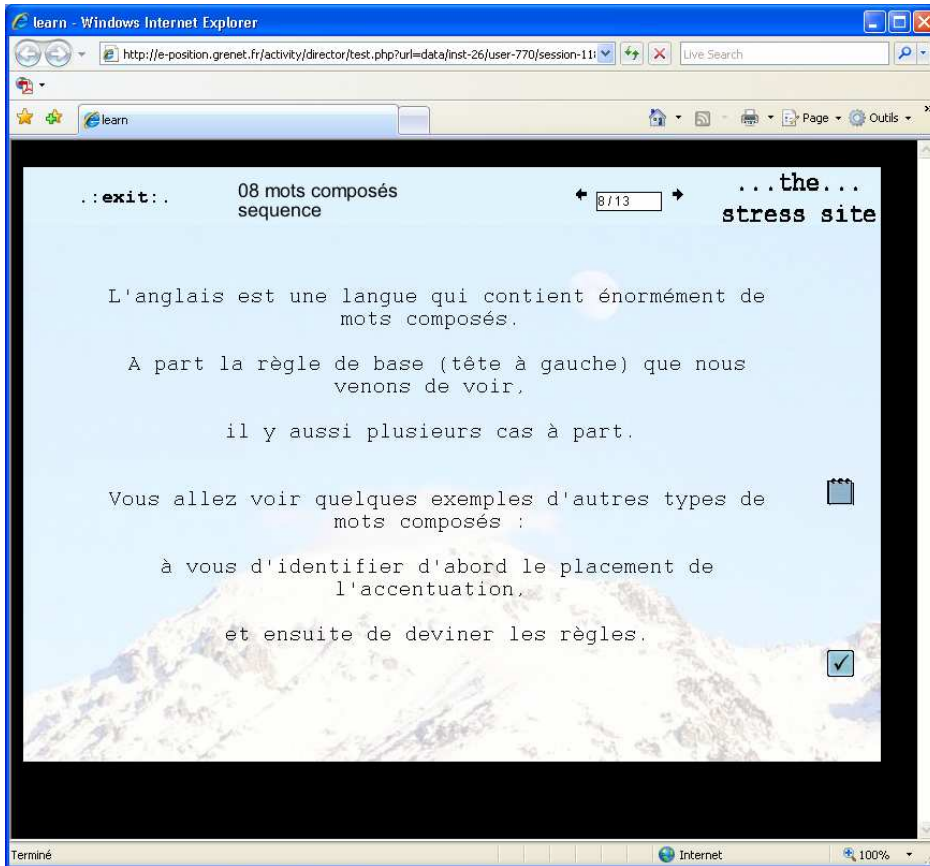 learn - Windows Internet Explorer
http://e-position.grenet.fr/activity/director/test.php?url=data/inst-26/user-770/session-11
Live Search
learn
Page
Outils
.:exit:.
08 mots composés
sequence
8/13
...the...
stress site
L'anglais est une langue qui contient énormément de
mots composés.
A part la règle de base (tête à gauche) que nous
venons de voir,
il y aussi plusieurs cas à part.
Vous allez voir quelques exemples d'autres types de
mots composés :
à vous d'identifier d'abord le placement de
l'accentuation,
et ensuite de deviner les règles.
Terminé
Internet
100%